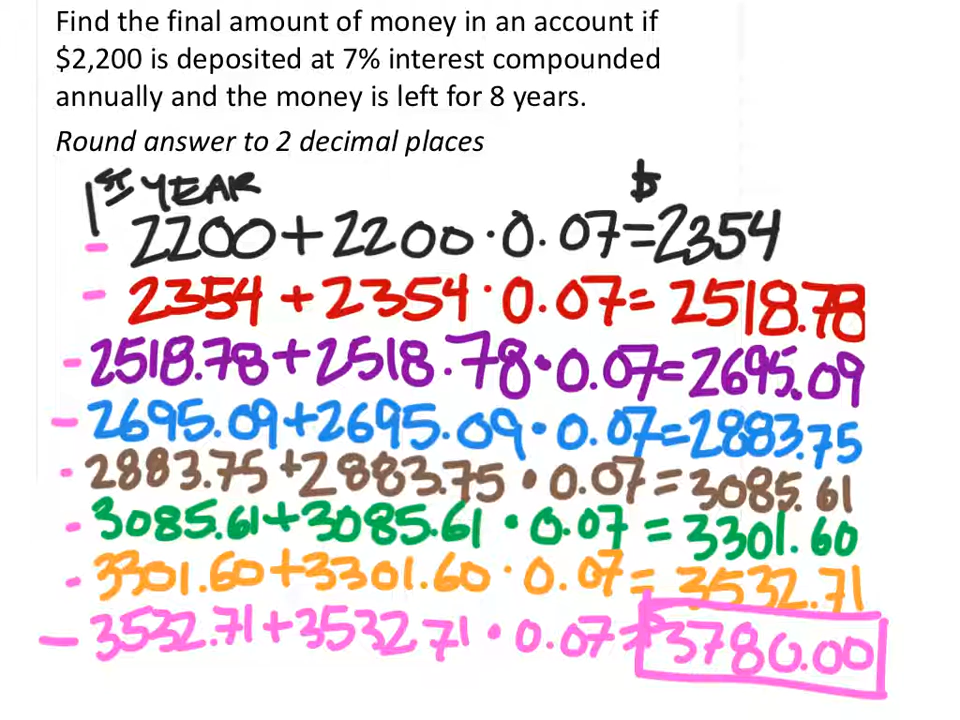 Find the final amount of money in an account if
$2,200 is deposited at 7% interest compounded
annually and the money is left for 8 years.
Round answer to 2 decimal places
1ST YEAR
$
- 2200+2200·0.07=2354
- 2354+2354·0.07=2518.78
- 2518.78+2518.78·0.07=2695.09
- 2695.09+2695.09·0.07=2883.75
- 2883.75+2883.75·0.07=3085.61
- 3085.61+3085.61·0.07=3301.60
- 3301.60+3301.60·0.07=3532.71
- 3532.71+3532.71·0.07=$3780.00